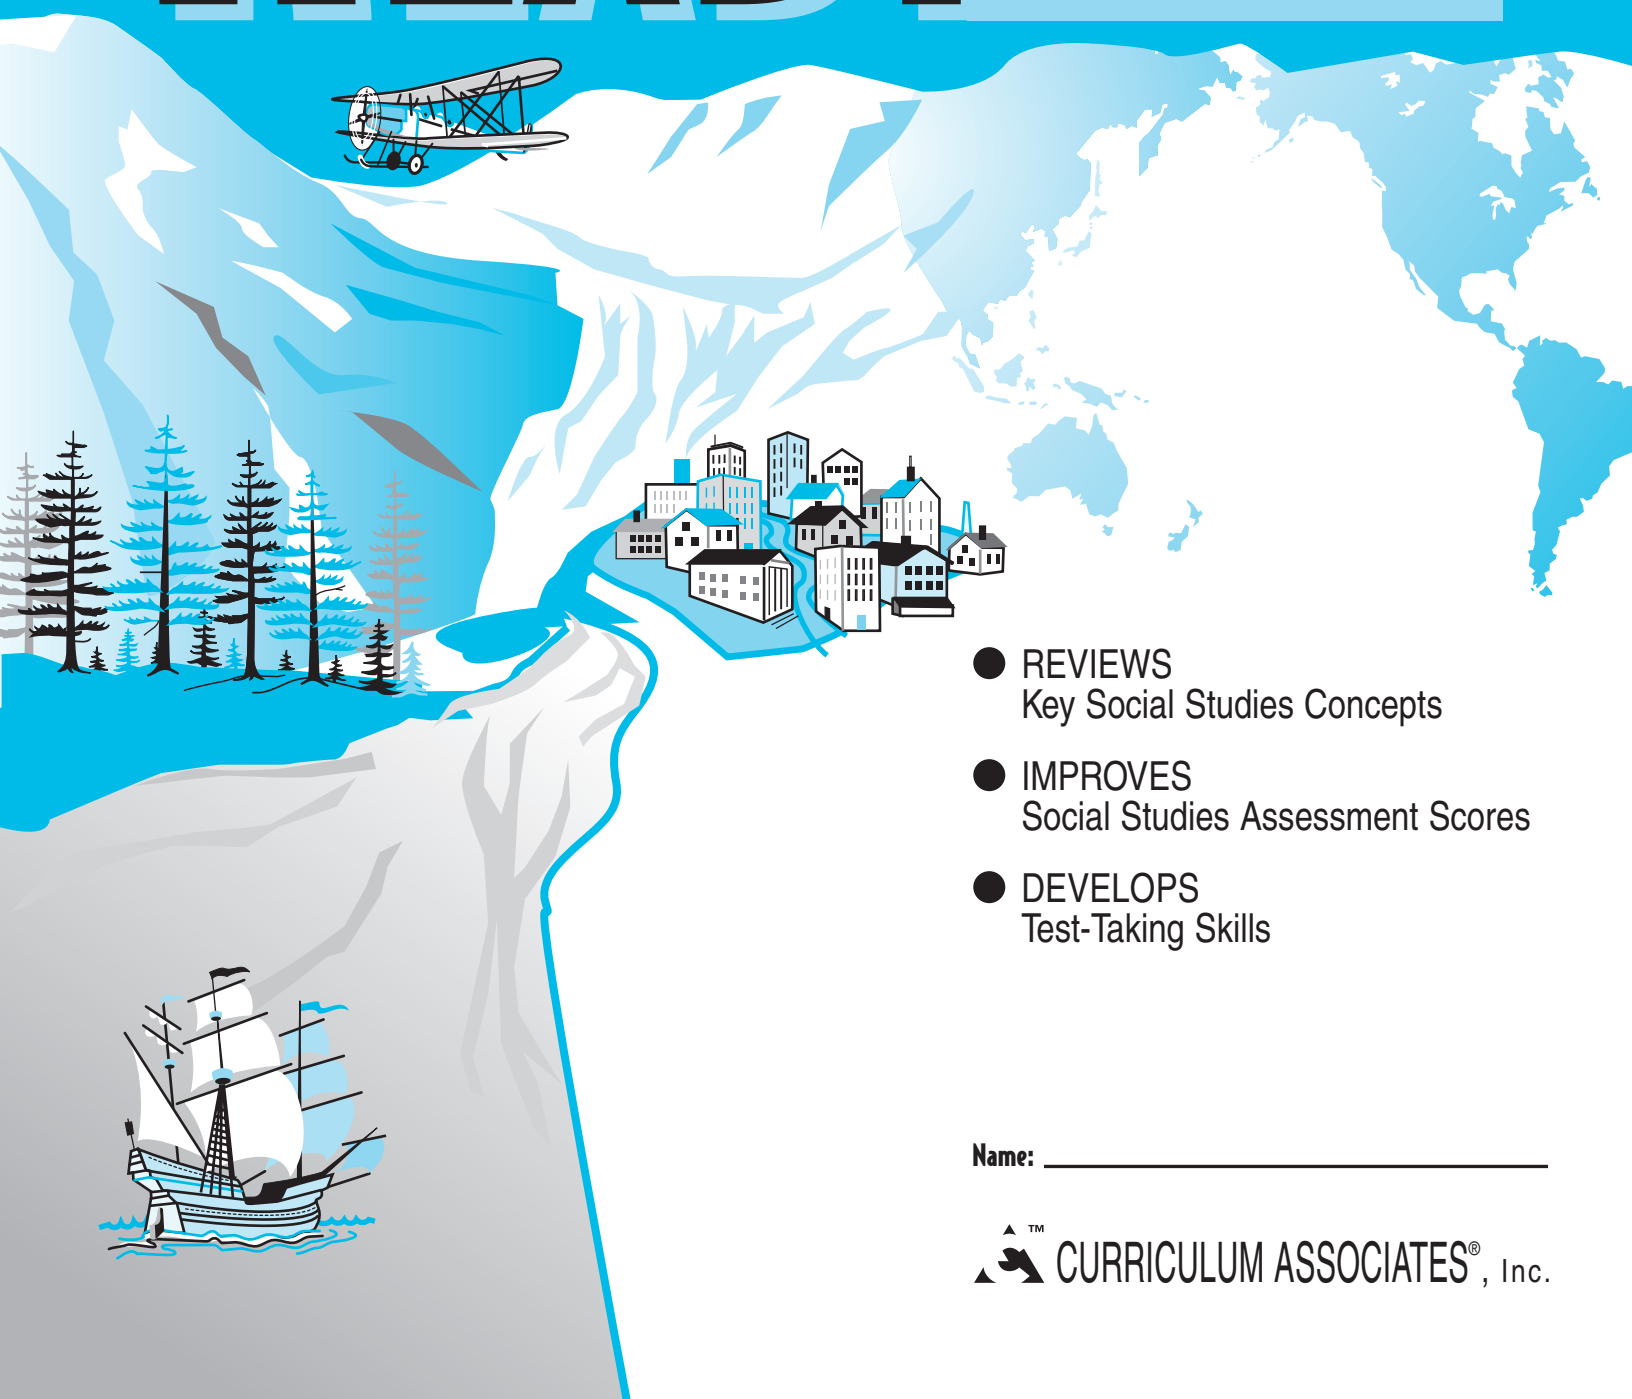 ● REVIEWS
Key Social Studies Concepts
● IMPROVES
Social Studies Assessment Scores
● DEVELOPS
Test-Taking Skills
Name:
™ CURRICULUM ASSOCIATES®, Inc.